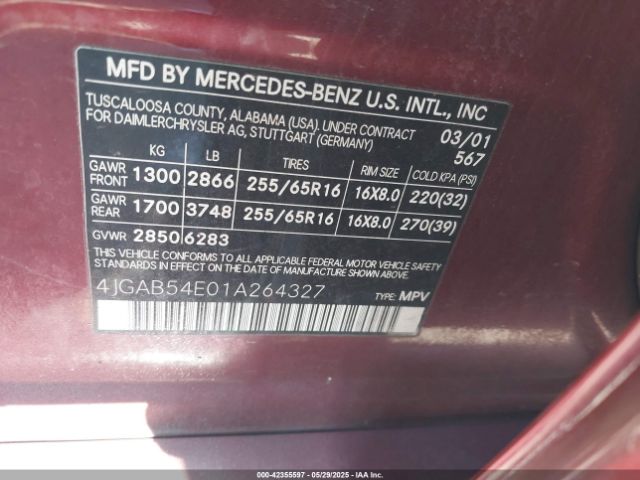 MFD BY MERCEDES-BENZ U.S. INTL., INC
TUSCALOOSA COUNTY, ALABAMA (USA). UNDER CONTRACT 03/01
FOR DAIMLERCHRYSLER AG, STUTTGART (GERMANY) 567
KG LB TIRES RIM SIZE COLD KPA (PSI)
GAWR FRONT 1300 2866 255/65R16 16X8.0 220(32)
GAWR REAR 1700 3748 255/65R16 16X8.0 270(39)
GVWR 2850 6283
THIS VEHICLE CONFORMS TO ALL APPLICABLE FEDERAL MOTOR VEHICLE SAFETY
STANDARDS IN EFFECT ON THE DATE OF MANUFACTURE SHOWN ABOVE.
4JGAB54E01A264327 TYPE: MPV
000-42355597 - 05/29/2025 - COPART, INC.